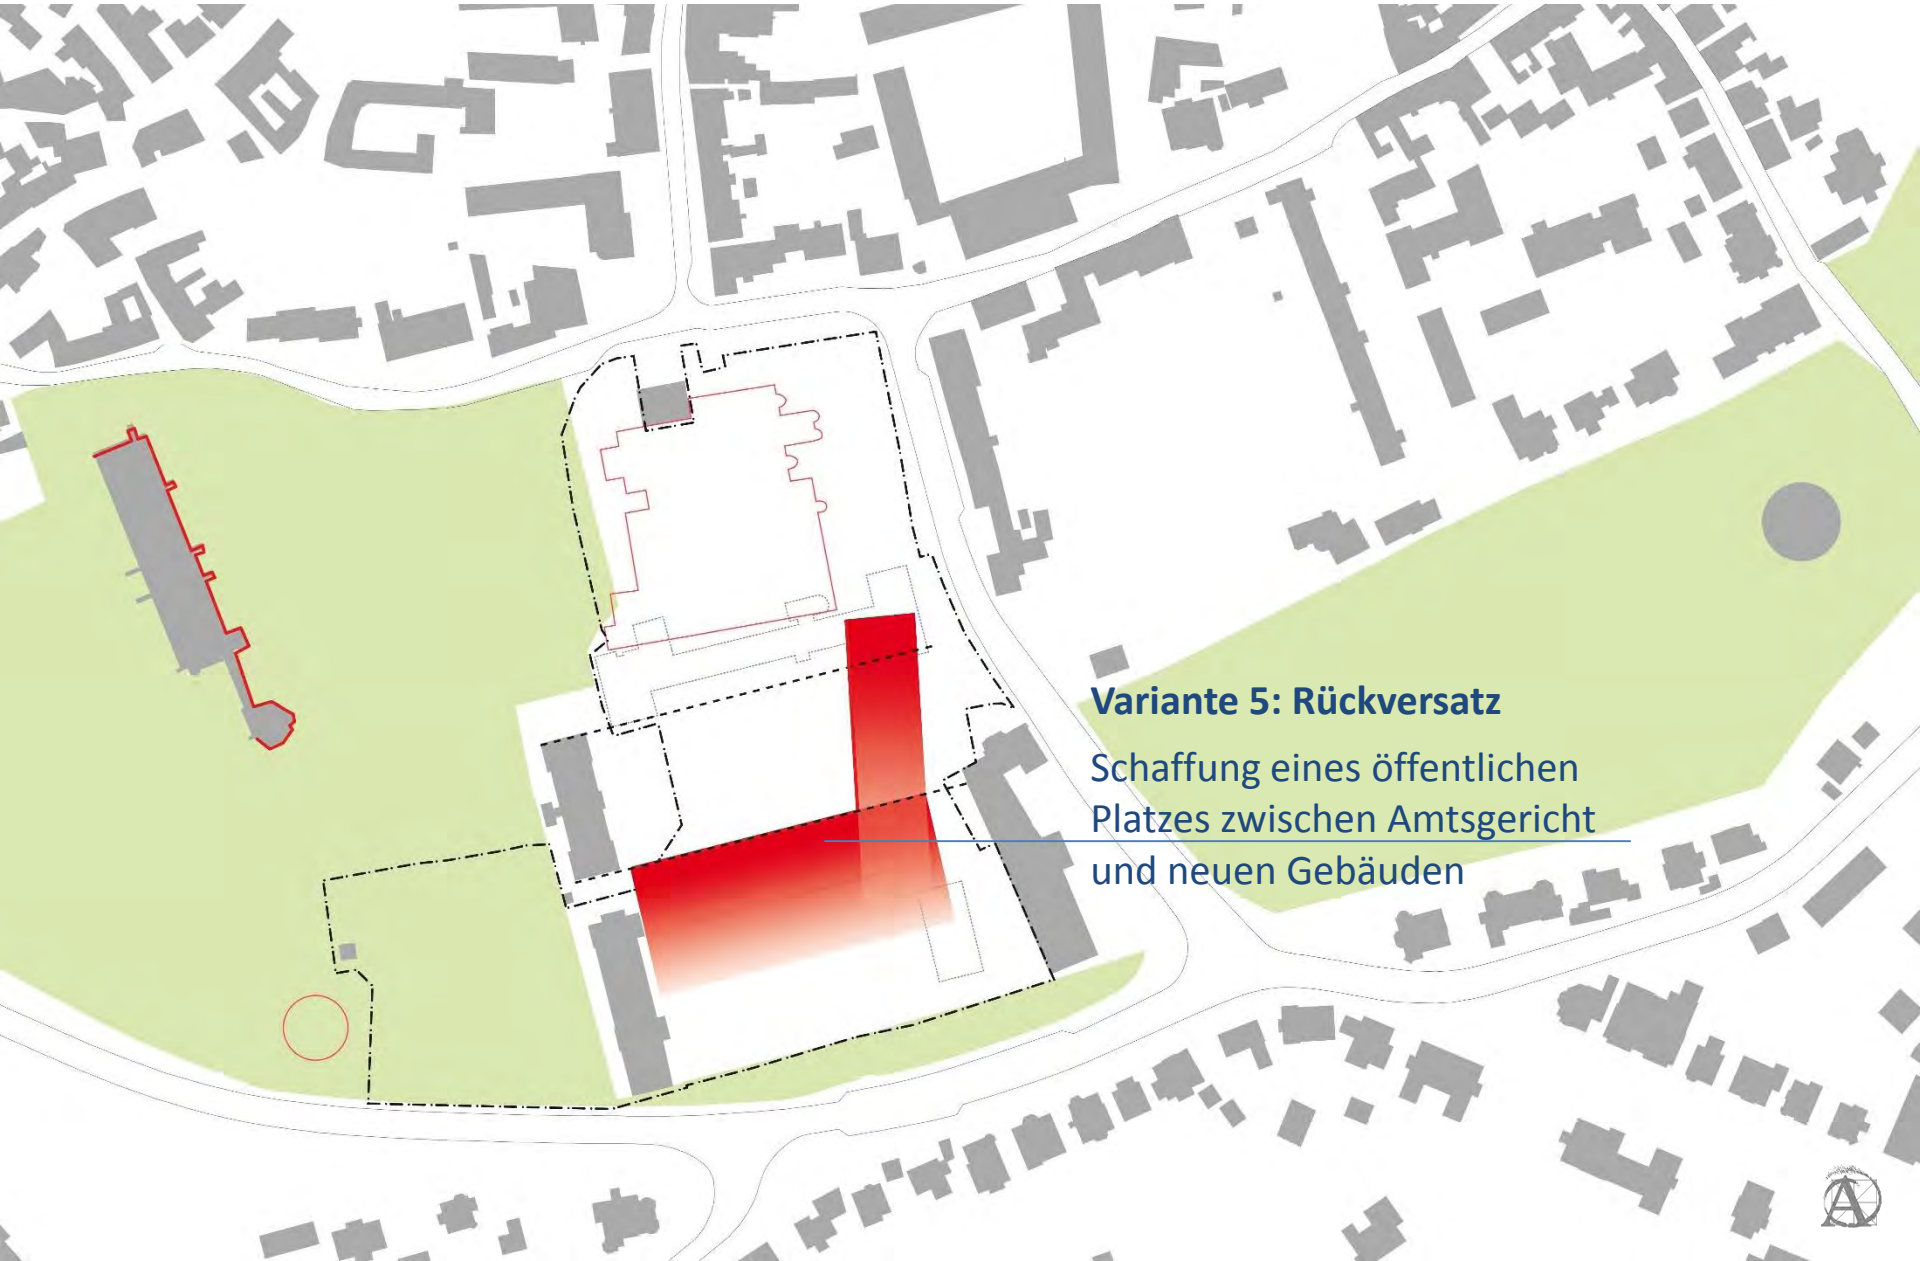 Variante 5: Rückversatz
Schaffung eines öffentlichen
Platzes zwischen Amtsgericht
und neuen Gebäuden
A